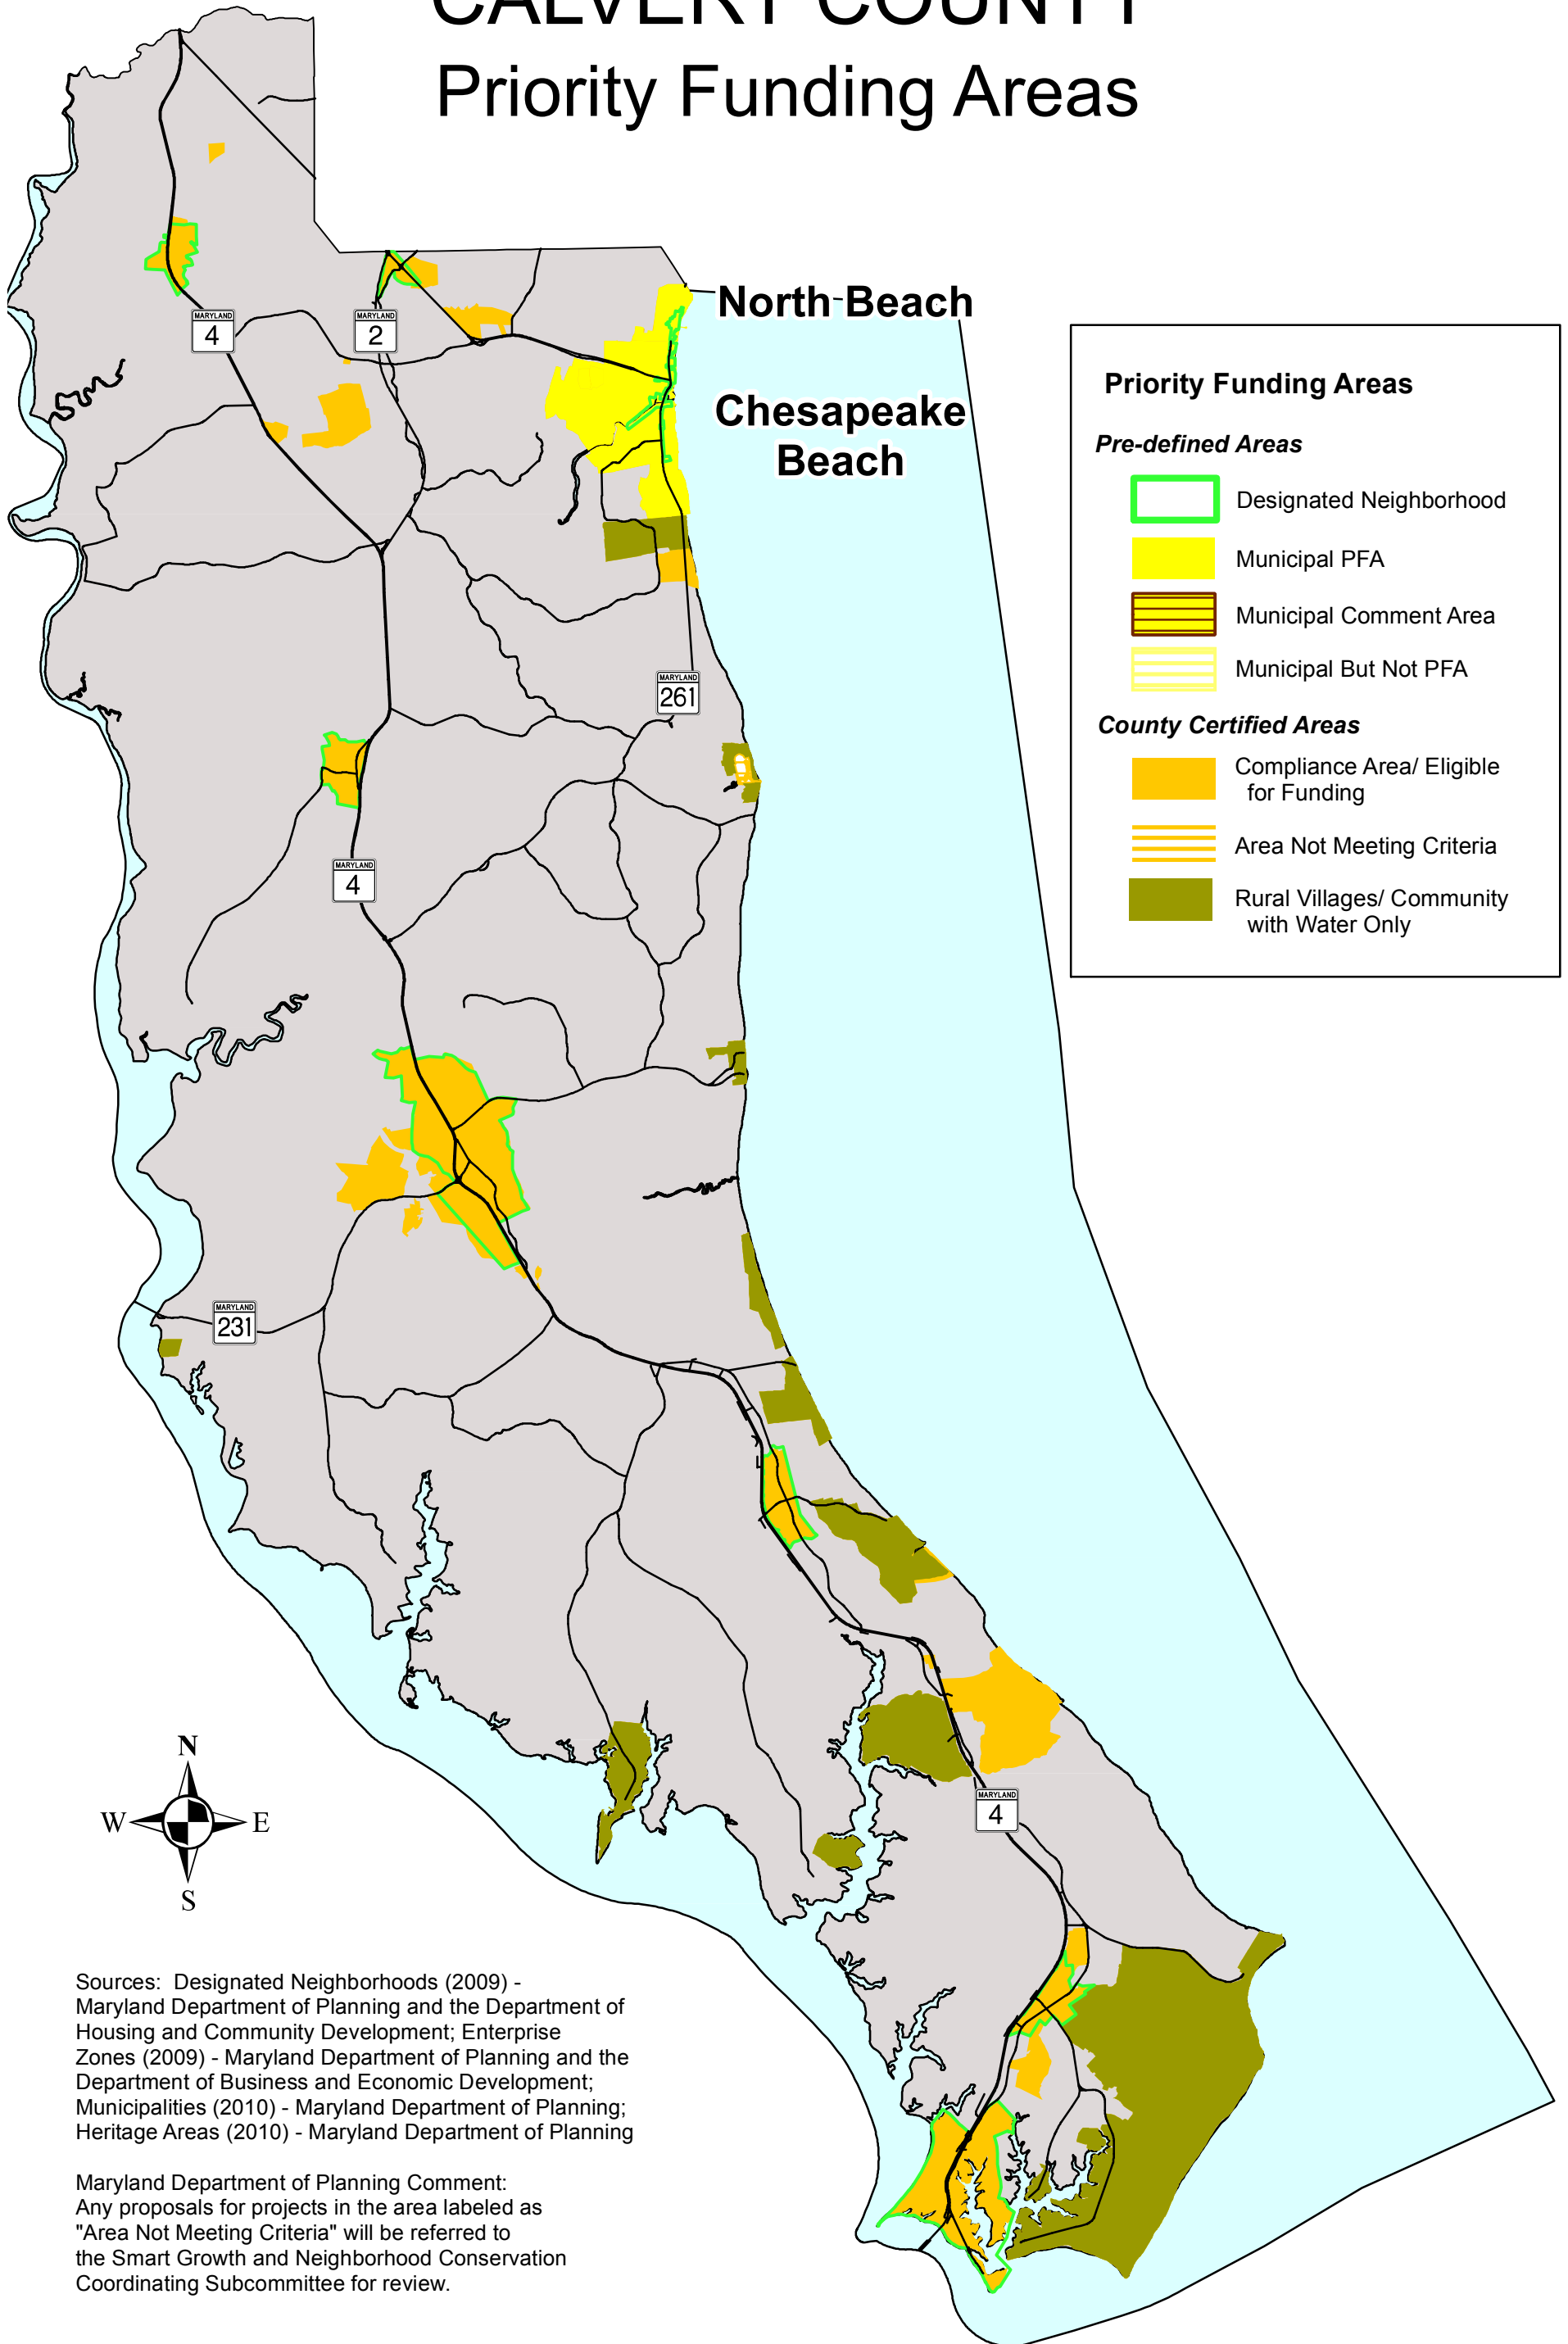 CALVERT COUNTY
Priority Funding Areas
North Beach
Chesapeake
Beach
MARYLAND
4
MARYLAND
2
MARYLAND
261
MARYLAND
4
MARYLAND
231
MARYLAND
4
Priority Funding Areas
Pre-defined Areas
Designated Neighborhood
Municipal PFA
Municipal Comment Area
Municipal But Not PFA
County Certified Areas
Compliance Area/ Eligible
for Funding
Area Not Meeting Criteria
Rural Villages/ Community
with Water Only
N
W
E
S
Sources:  Designated Neighborhoods (2009) -
Maryland Department of Planning and the Department of
Housing and Community Development; Enterprise
Zones (2009) - Maryland Department of Planning and the
Department of Business and Economic Development;
Municipalities (2010) - Maryland Department of Planning;
Heritage Areas (2010) - Maryland Department of Planning
Maryland Department of Planning Comment:
Any proposals for projects in the area labeled as
"Area Not Meeting Criteria" will be referred to
the Smart Growth and Neighborhood Conservation
Coordinating Subcommittee for review.